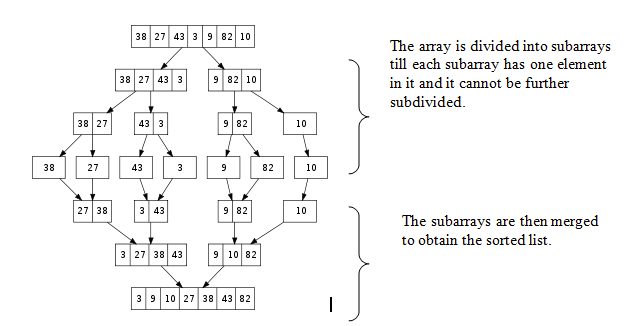 38 27 43 3 9 82 10
38 27 43 3 9 82 10
38 27 43 3 9 82 10
38 27 43 3 9 82 10
27 38 3 43 9 82 10
3 27 38 43 9 10 82
3 9 10 27 38 43 82
The array is divided into subarrays
till each subarray has one element
in it and it cannot be further
subdivided.
The subarrays are then merged
to obtain the sorted list.